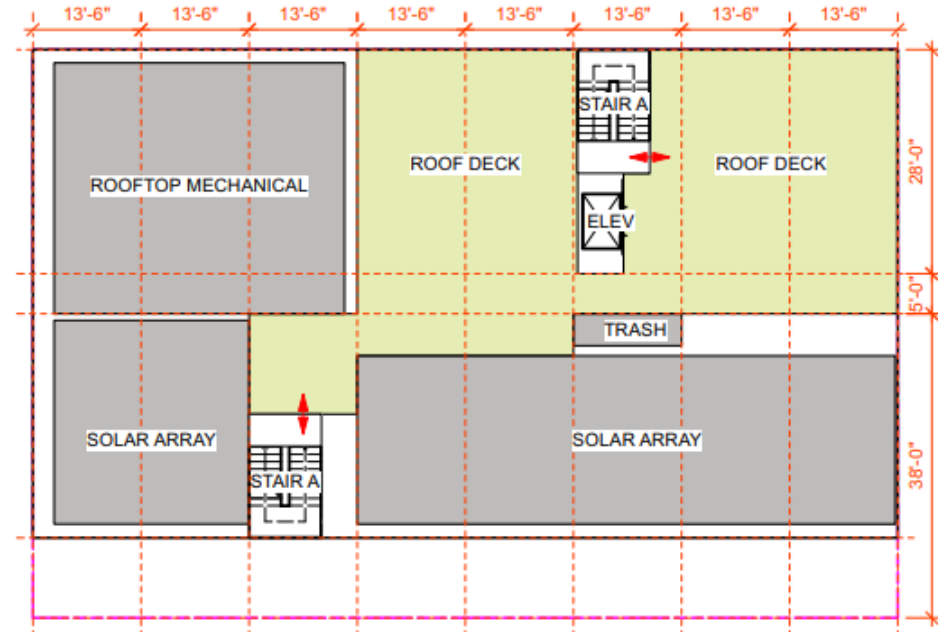 13'-6" 13'-6" 13'-6" 13'-6" 13'-6" 13'-6" 13'-6" 13'-6"
STAIR A
ROOF DECK
ROOF DECK
28'-0"
ROOFTOP MECHANICAL
ELEV
5'-0"
TRASH
SOLAR ARRAY
SOLAR ARRAY
STAIR A
38'-0"